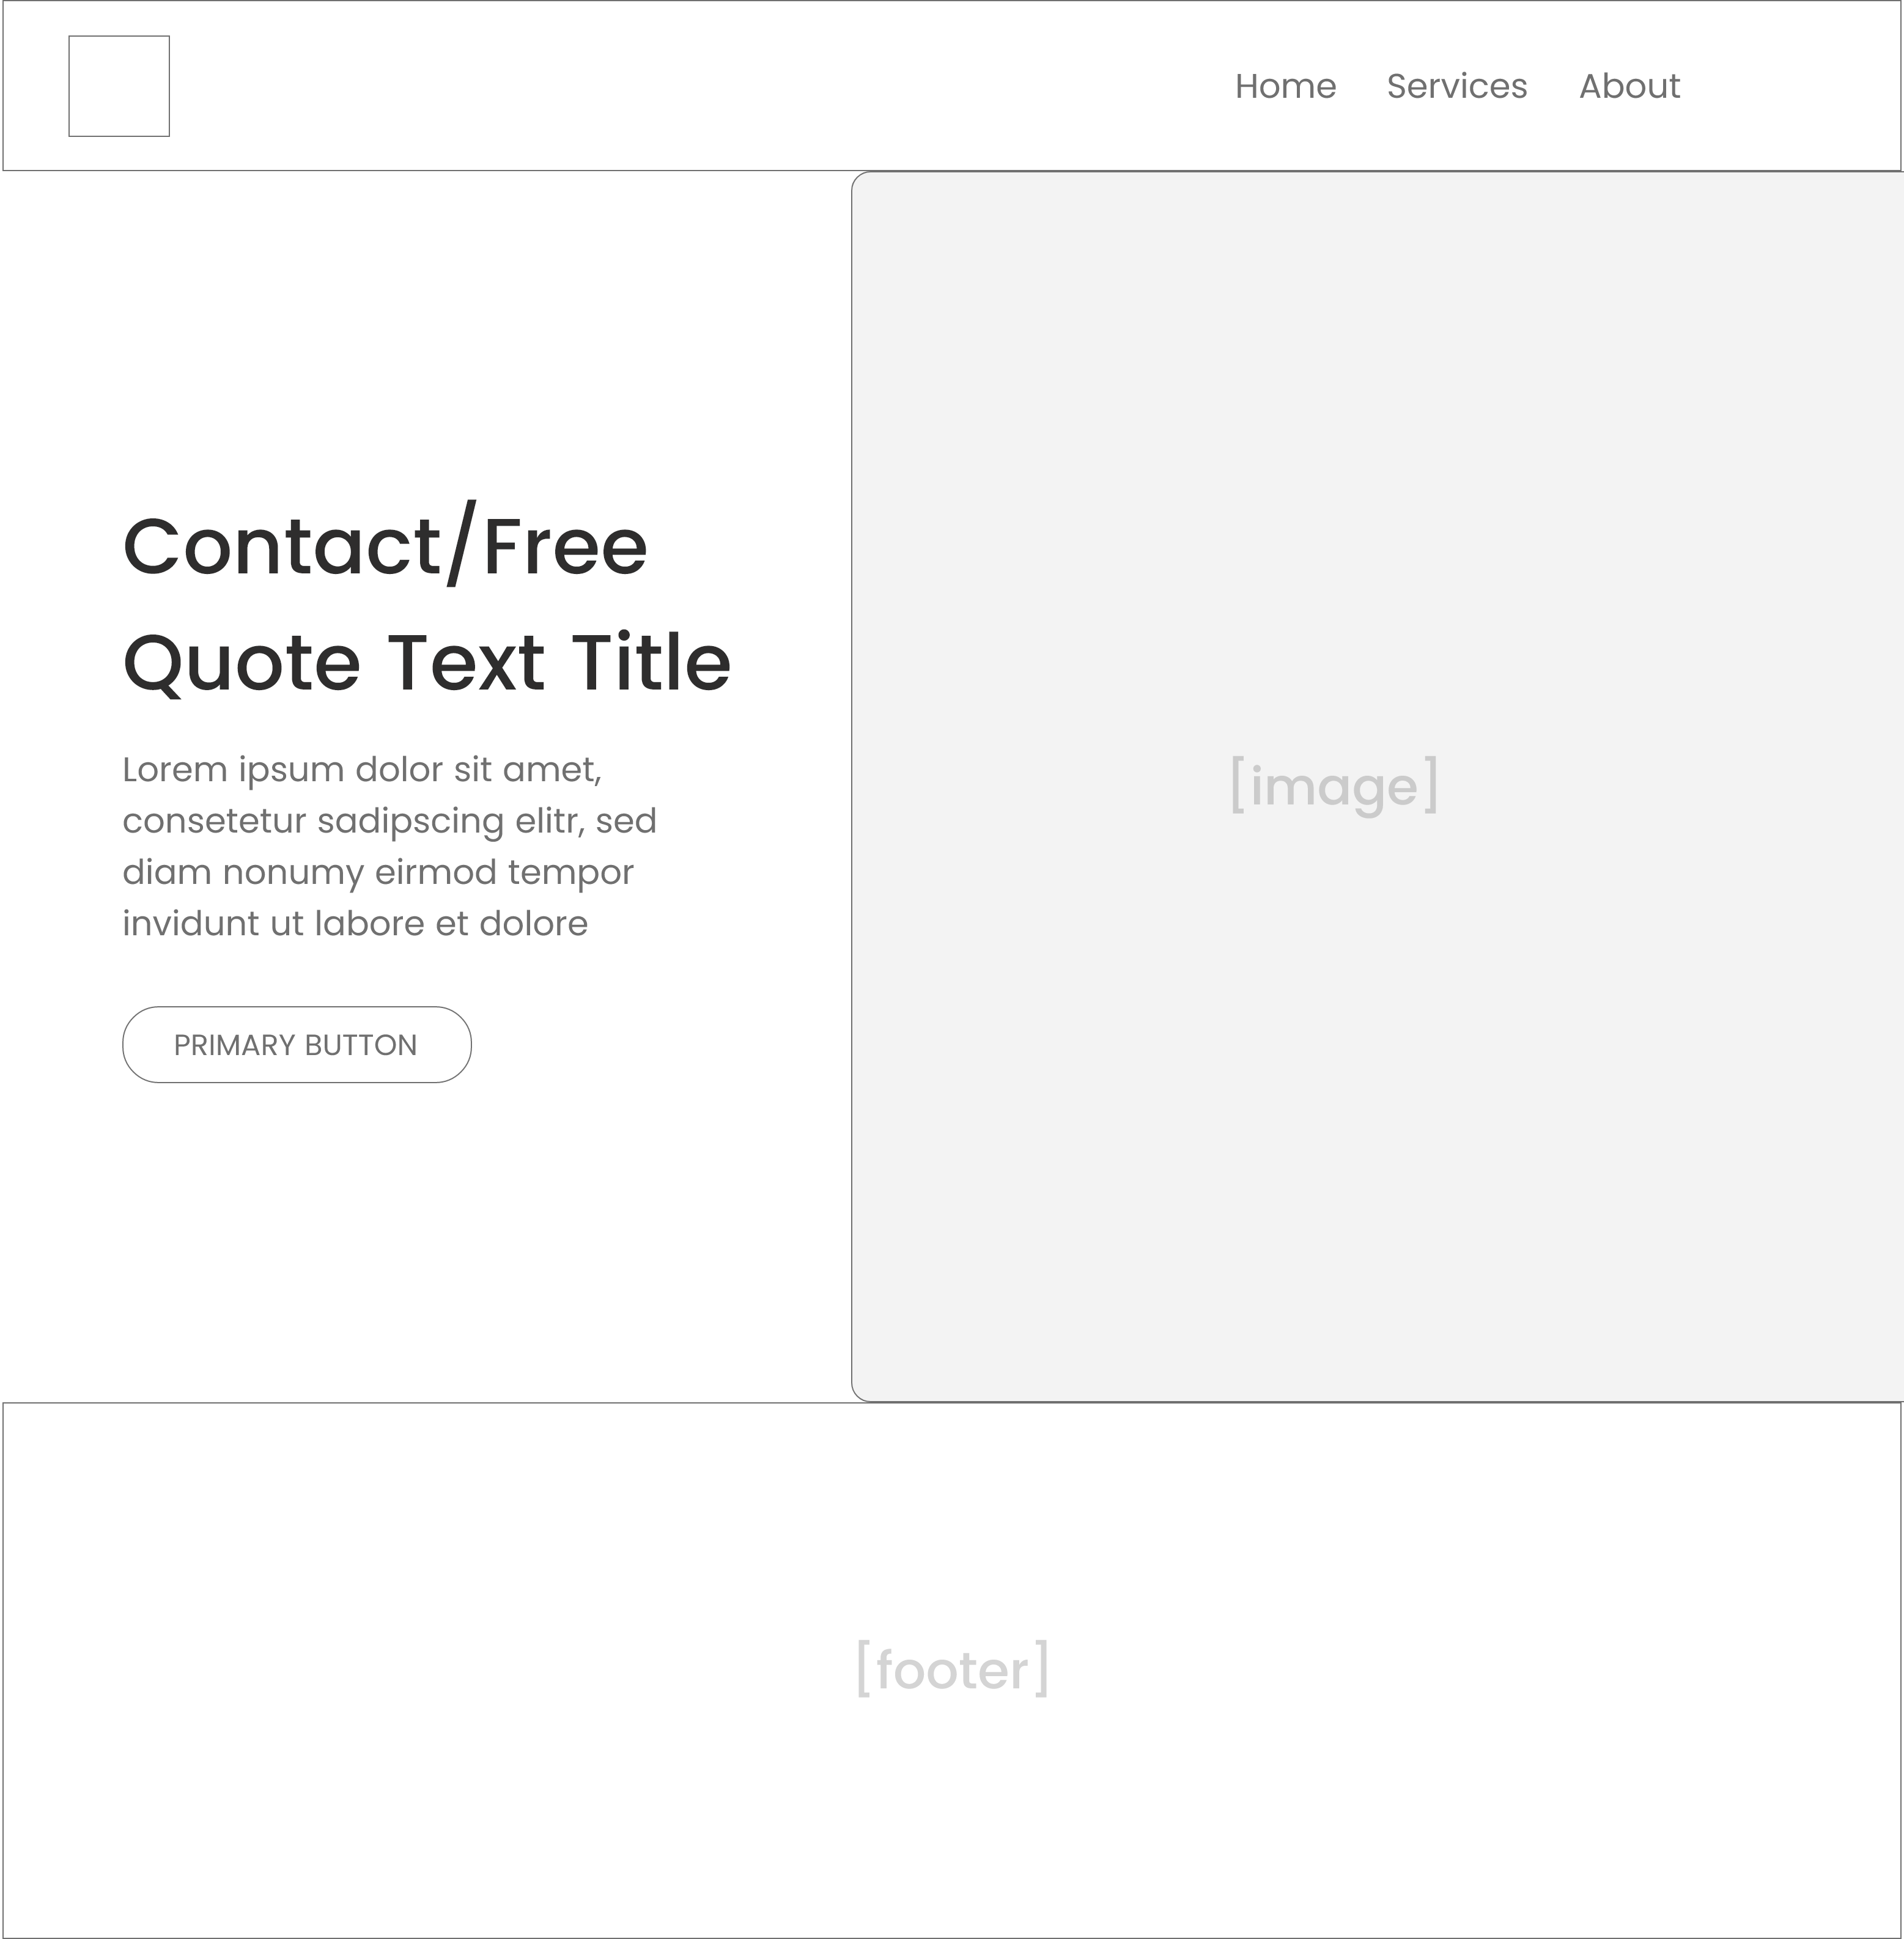 Home Services About
Contact/Free
Quote Text Title
Lorem ipsum dolor sit amet,
consetetur sadipscing elitr, sed
diam nonumy eirmod tempor
invidunt ut labore et dolore
[image]
PRIMARY BUTTON
[footer]